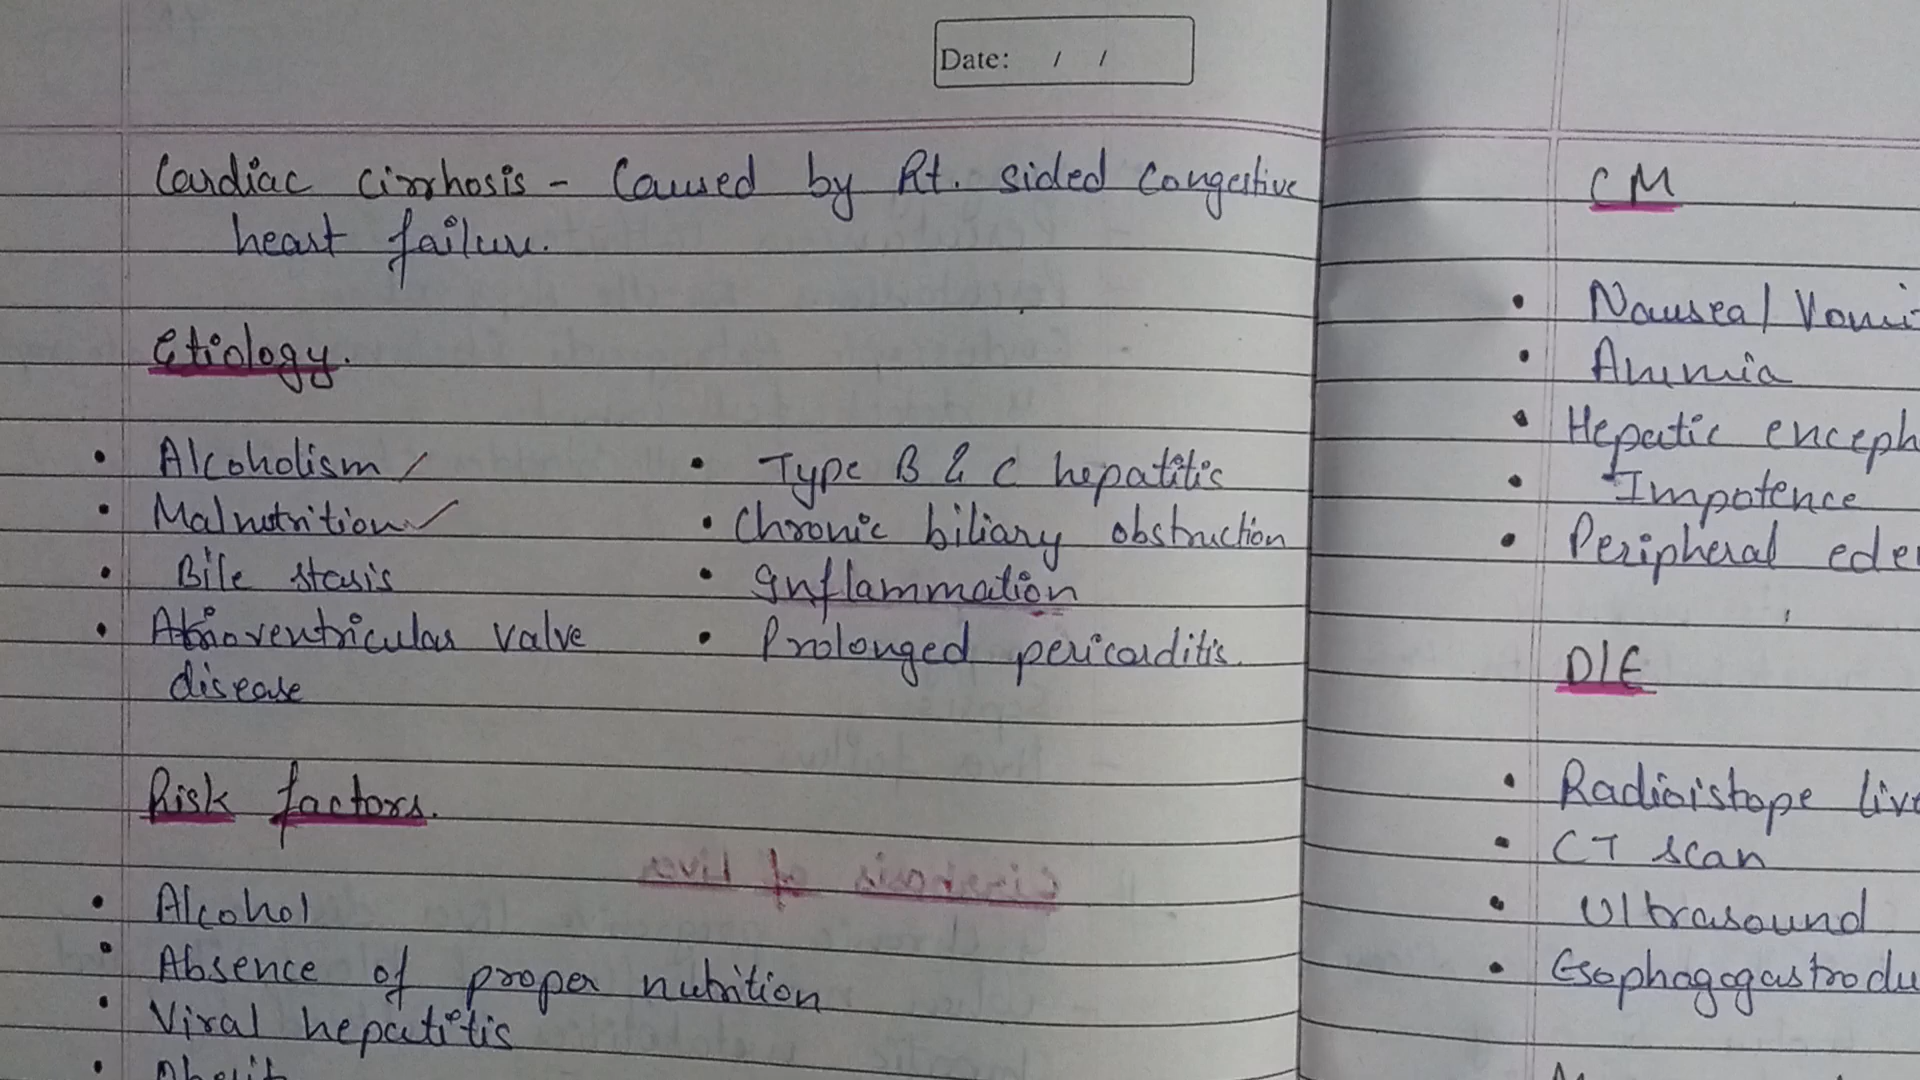 Date: / /
Cardiac cirrhosis - Caused by Rt. sided congestive
heart failure.
Etiology.
• Alcoholism
• Malnutrition
• Bile stasis
• Atrioventricular valve
disease
• Type B & C hepatitis
• Chronic biliary obstruction
• Inflammation
• Prolonged pericarditis.
Risk factors.
• Alcohol
• Absence of proper nutrition
• Viral hepatitis
CM
• Nausea/
• Anemia
• Hepatic
• Impotence
• Peripheral
D/E
• Radioistope
• CT scan
• Ultrasound